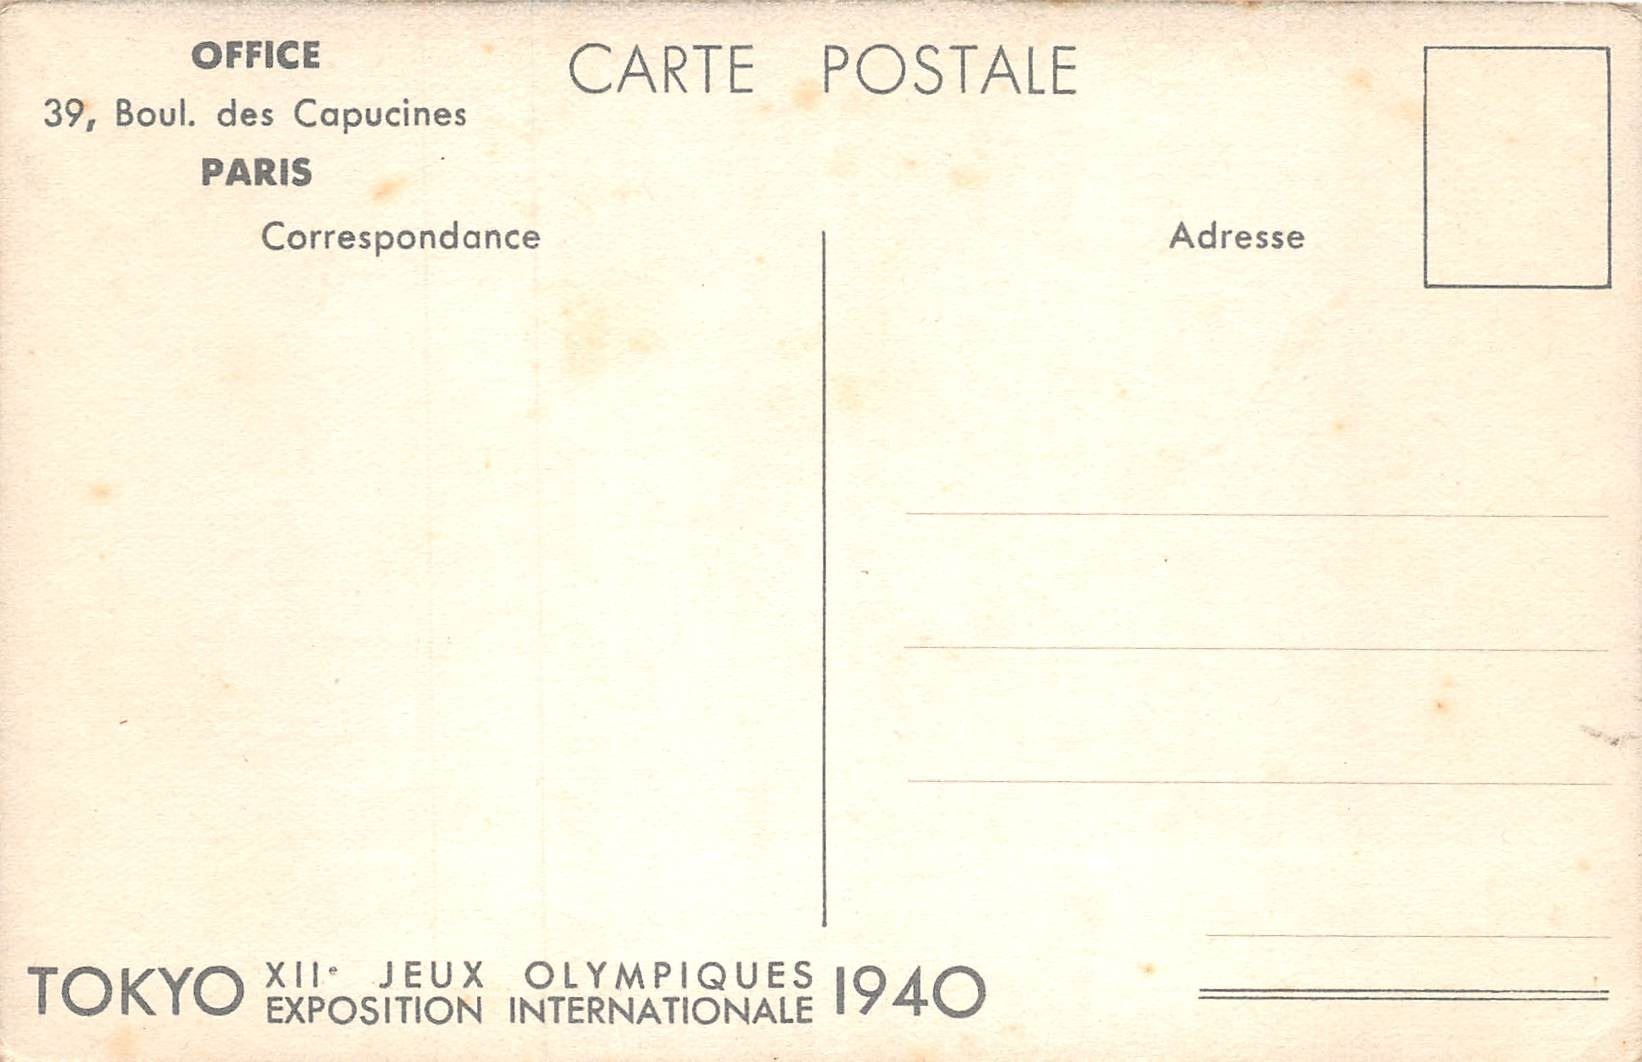 OFFICE
39, Boul. des Capucines
PARIS
CARTE POSTALE
Correspondance
Adresse
TOKYO XIIe JEUX OLYMPIQUES 1940
EXPOSITION INTERNATIONALE